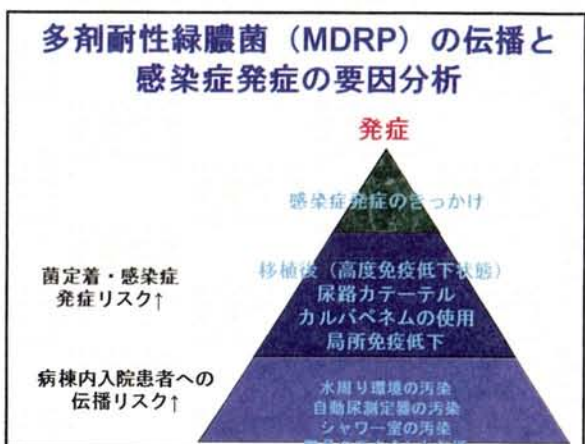 多剤耐性緑膿菌（MDRP）の伝播と
感染症発症の要因分析
発症
感染症発症のきっかけ
菌定着・感染症
発症リスク↑
移植後（高度免疫低下状態）
尿路カテーテル
カルバペネムの使用
局所免疫低下
病棟内入院患者への
伝播リスク↑
水周り環境の汚染
自動尿測定器の汚染
シャワー室の汚染